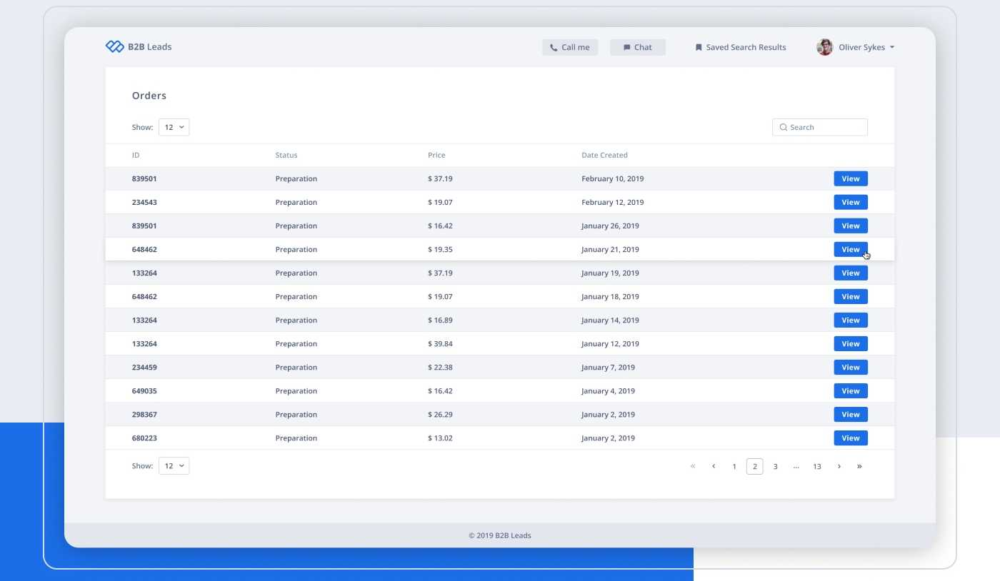 B2B Leads Call me Chat Saved Search Results Oliver Sykes
Orders
Show: 12 Search
ID Status Price Date Created
839501 Preparation $ 37.19 February 10, 2019 View
234543 Preparation $ 19.07 February 12, 2019 View
839501 Preparation $ 16.42 January 26, 2019 View
648462 Preparation $ 19.35 January 21, 2019 View
133264 Preparation $ 37.19 January 19, 2019 View
648462 Preparation $ 19.07 January 18, 2019 View
133264 Preparation $ 16.89 January 14, 2019 View
133264 Preparation $ 39.84 January 12, 2019 View
234459 Preparation $ 22.38 January 7, 2019 View
649035 Preparation $ 16.42 January 4, 2019 View
298367 Preparation $ 26.29 January 2, 2019 View
680223 Preparation $ 13.02 January 2, 2019 View
Show: 12 « ‹ 1 2 3 ... 13 › »
© 2019 B2B Leads